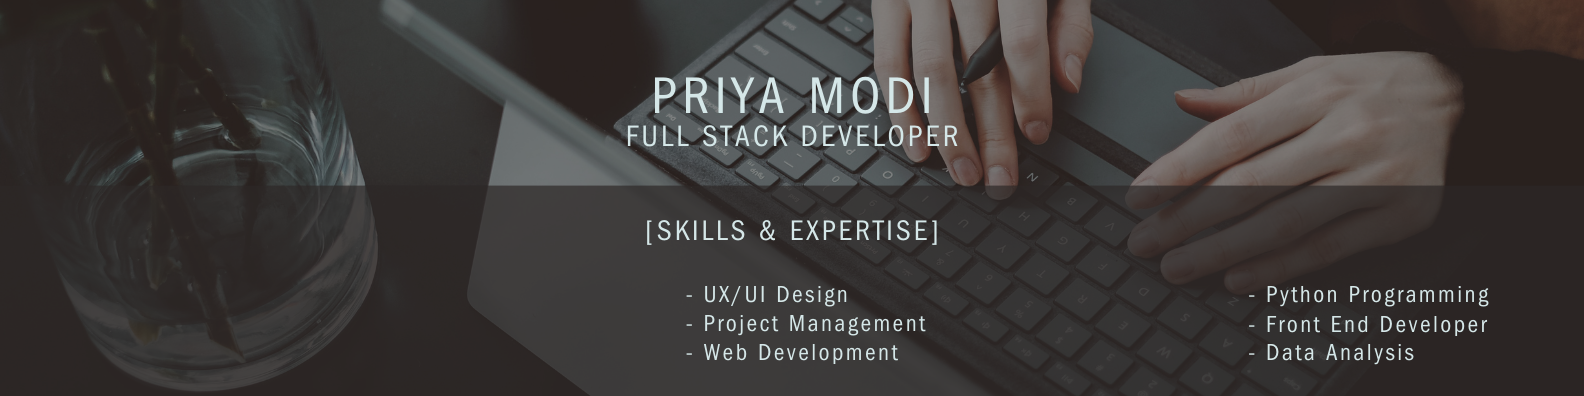 PRIYA MODI
FULL STACK DEVELOPER
[SKILLS & EXPERTISE]
- UX/UI Design
- Project Management
- Web Development
- Python Programming
- Front End Developer
- Data Analysis